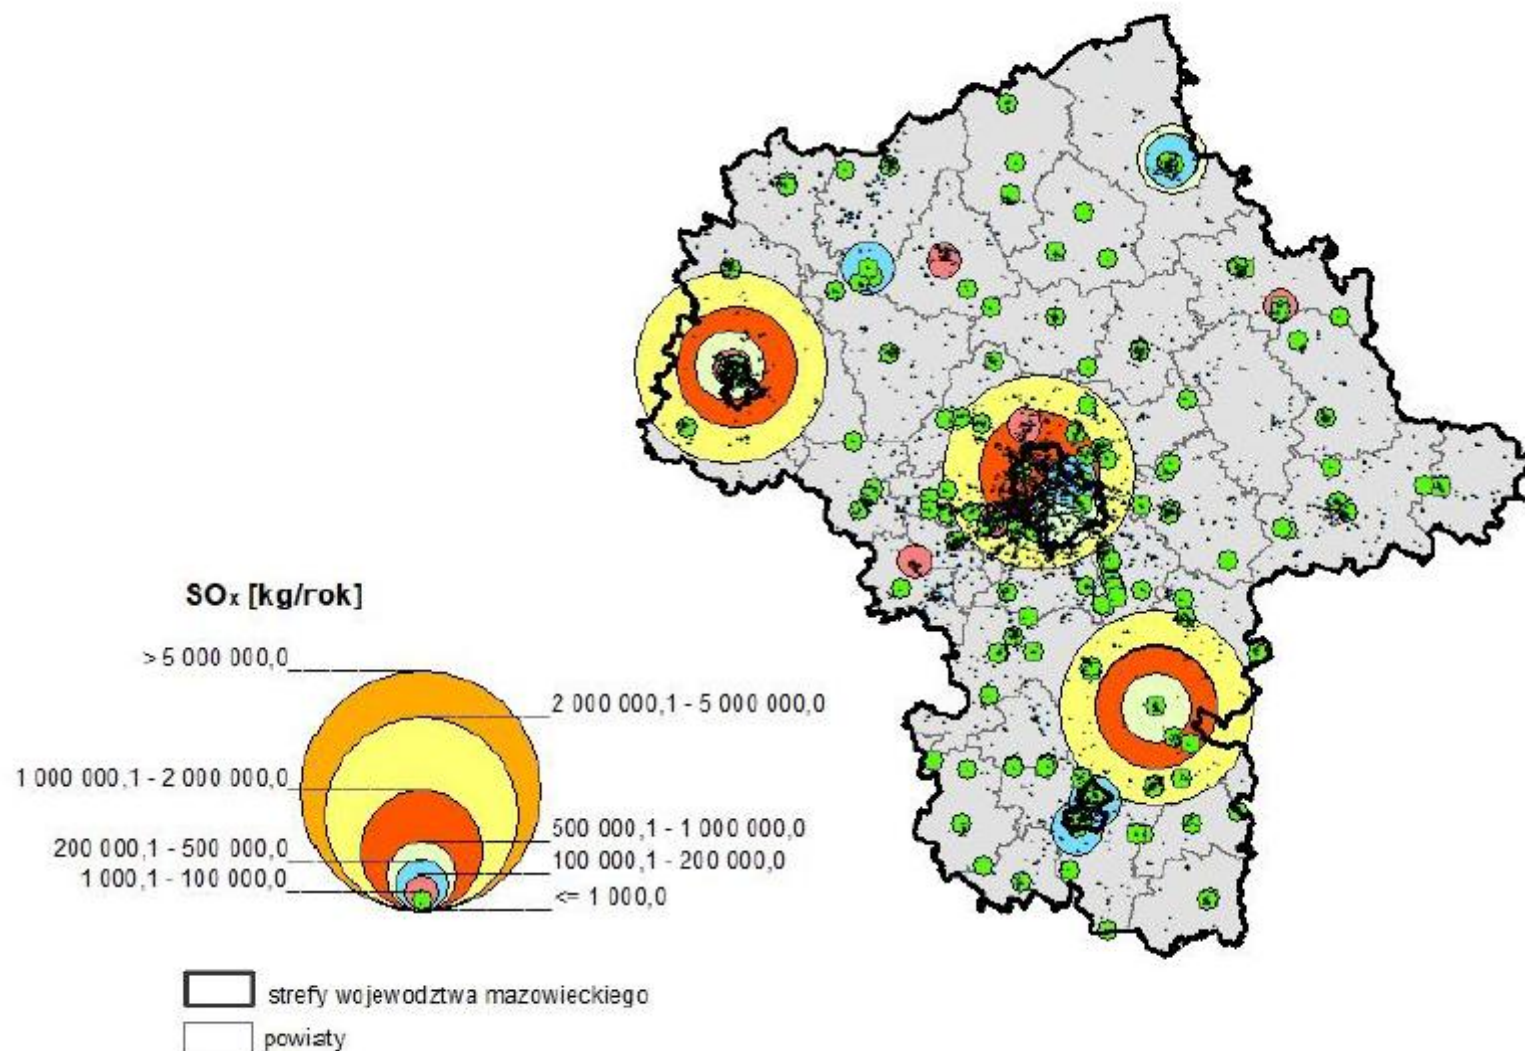 SOx [kg/rok]
> 5 000 000,0
2 000 000,1 - 5 000 000,0
1 000 000,1 - 2 000 000,0
500 000,1 - 1 000 000,0
200 000,1 - 500 000,0
100 000,1 - 200 000,0
1 000,1 - 100 000,0
<= 1 000,0
strefy wojewodztwa mazowieckiego
powiaty